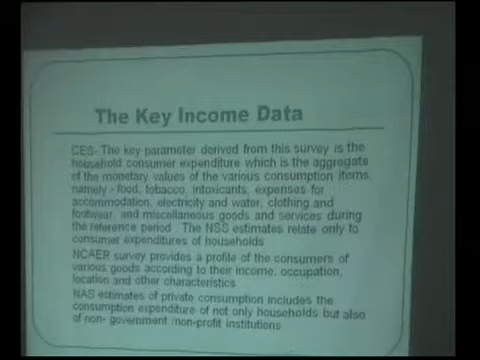 The Key Income Data
CES- The key parameter derived from this survey is the
household consumer expenditure which is the aggregate
of the monetary values of the various consumption items,
namely - food, tobacco, intoxicants, expenses for
accommodation, electricity and water, clothing and
footwear, and miscellaneous goods and services during
the reference period  The NSS estimates relate only to
consumer expenditures of households
NCAER survey provides a profile of the consumers of
various goods according to their income, occupation,
location and other characteristics
NAS estimates of private consumption includes the
consumption expenditure of not only households but also
of non- government /non-profit institutions